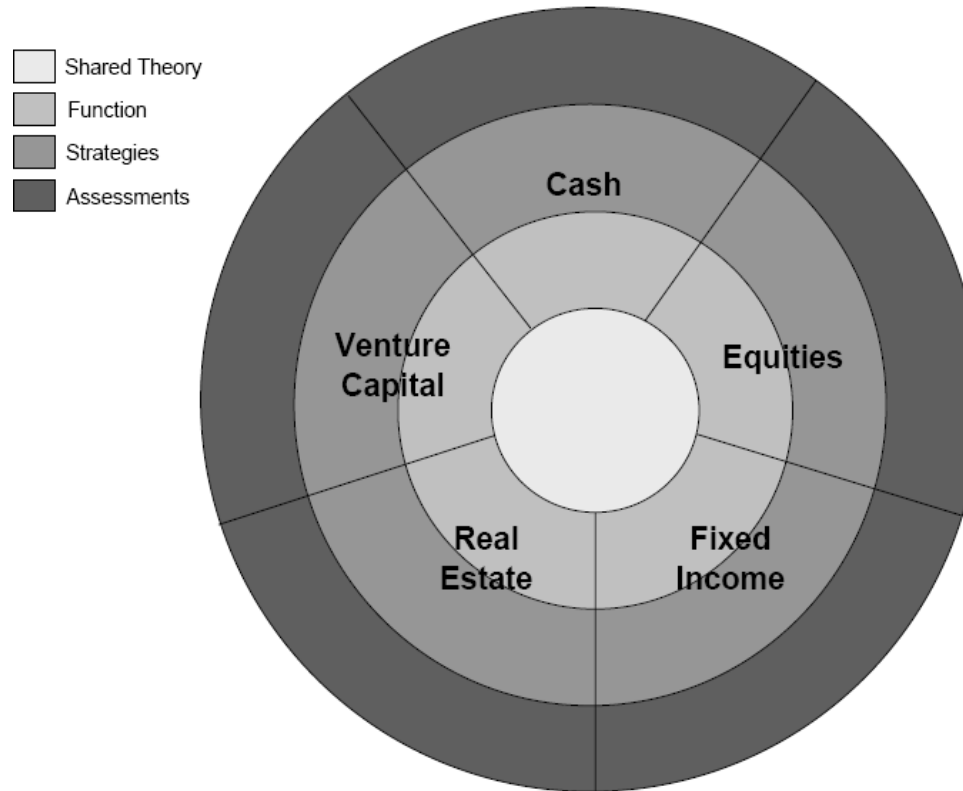 Shared Theory
Function
Strategies
Assessments
Cash
Venture
Capital
Equities
Real
Estate
Fixed
Income